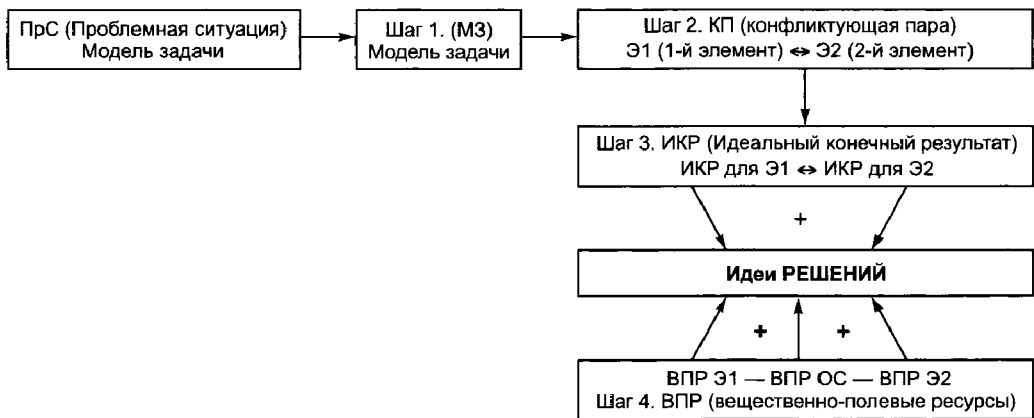 ПрС (Проблемная ситуация)
Модель задачи
Шаг 1. (МЗ)
Модель задачи
Шаг 2. КП (конфликтующая пара)
Э1 (1-й элемент) ⇔ Э2 (2-й элемент)
Шаг 3. ИКР (Идеальный конечный результат)
ИКР для Э1 ⇔ ИКР для Э2
+
Идеи РЕШЕНИЙ
+ +
ВПР Э1 — ВПР ОС — ВПР Э2
Шаг 4. ВПР (вещественно-полевые ресурсы)